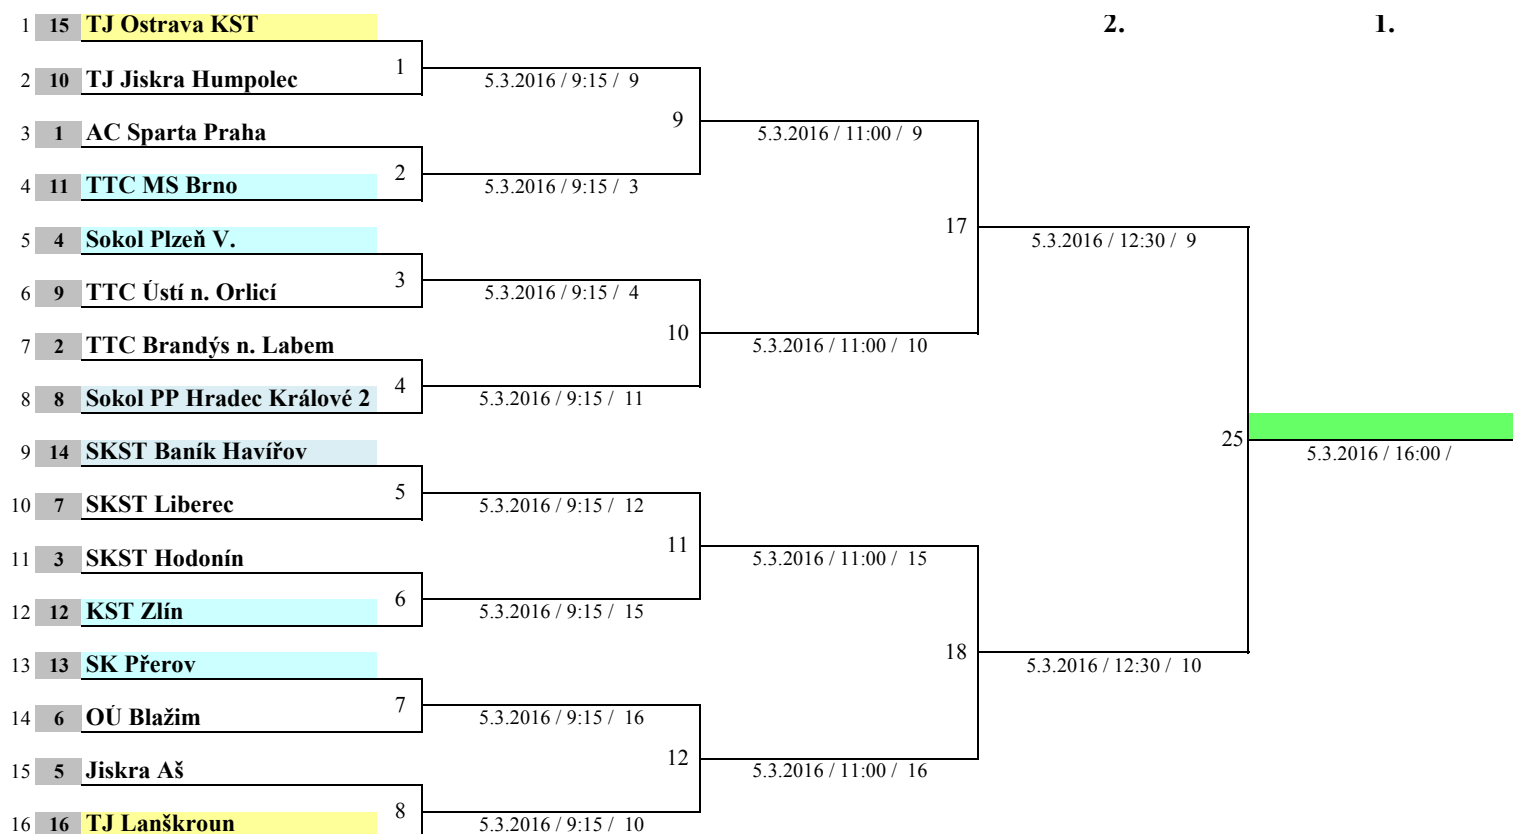 2. 1.
1 15 TJ Ostrava KST
1
5.3.2016 / 9:15 / 9
2 10 TJ Jiskra Humpolec
9
5.3.2016 / 11:00 / 9
3 1 AC Sparta Praha
2
5.3.2016 / 9:15 / 3
4 11 TTC MS Brno
17
5.3.2016 / 12:30 / 9
5 4 Sokol Plzeň V.
3
5.3.2016 / 9:15 / 4
6 9 TTC Ústí n. Orlicí
10
5.3.2016 / 11:00 / 10
7 2 TTC Brandýs n. Labem
4
5.3.2016 / 9:15 / 11
8 8 Sokol PP Hradec Králové 2
25
5.3.2016 / 16:00 /
9 14 SKST Baník Havířov
5
5.3.2016 / 9:15 / 12
10 7 SKST Liberec
11
5.3.2016 / 11:00 / 15
11 3 SKST Hodonín
6
5.3.2016 / 9:15 / 15
12 12 KST Zlín
18
5.3.2016 / 12:30 / 10
13 13 SK Přerov
7
5.3.2016 / 9:15 / 16
14 6 OÚ Blažim
12
5.3.2016 / 11:00 / 16
15 5 Jiskra Aš
8
5.3.2016 / 9:15 / 10
16 16 TJ Lanškroun